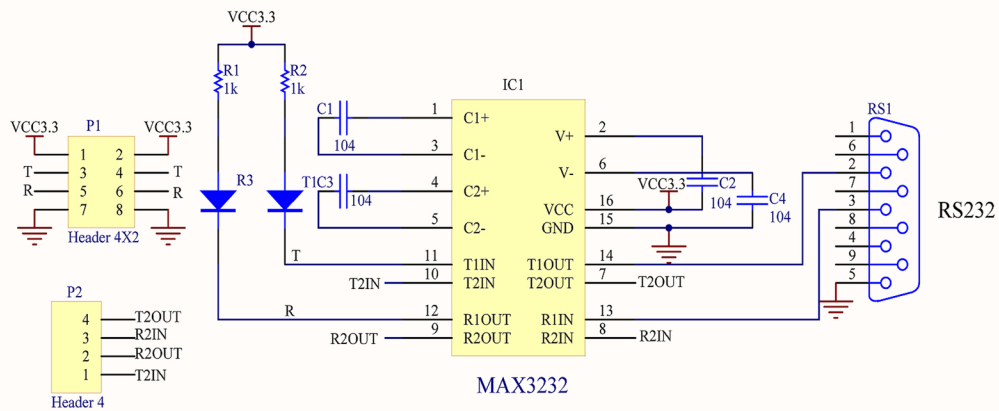 VCC3.3
R1
1k
R2
1k
IC1
C1
104
1 C1+
3 C1-
T1C3
104
4 C2+
5 C2-
R3
T
11 T1IN
T2IN 10 T2IN
R
12 R1OUT
R2OUT 9 R2OUT
V+ 2
V- 6
VCC 16
GND 15
T1OUT 14
T2OUT 7 T2OUT
R1IN 13
R2IN 8 R2IN
MAX3232
VCC3.3
C2
104
C4
104
RS1
1
6
2
7
3
8
4
9
5
RS232
P1
VCC3.3 VCC3.3
1 2
T 3 4 T
R 5 6 R
7 8
Header 4X2
P2
4 T2OUT
3 R2IN
2 R2OUT
1 T2IN
Header 4